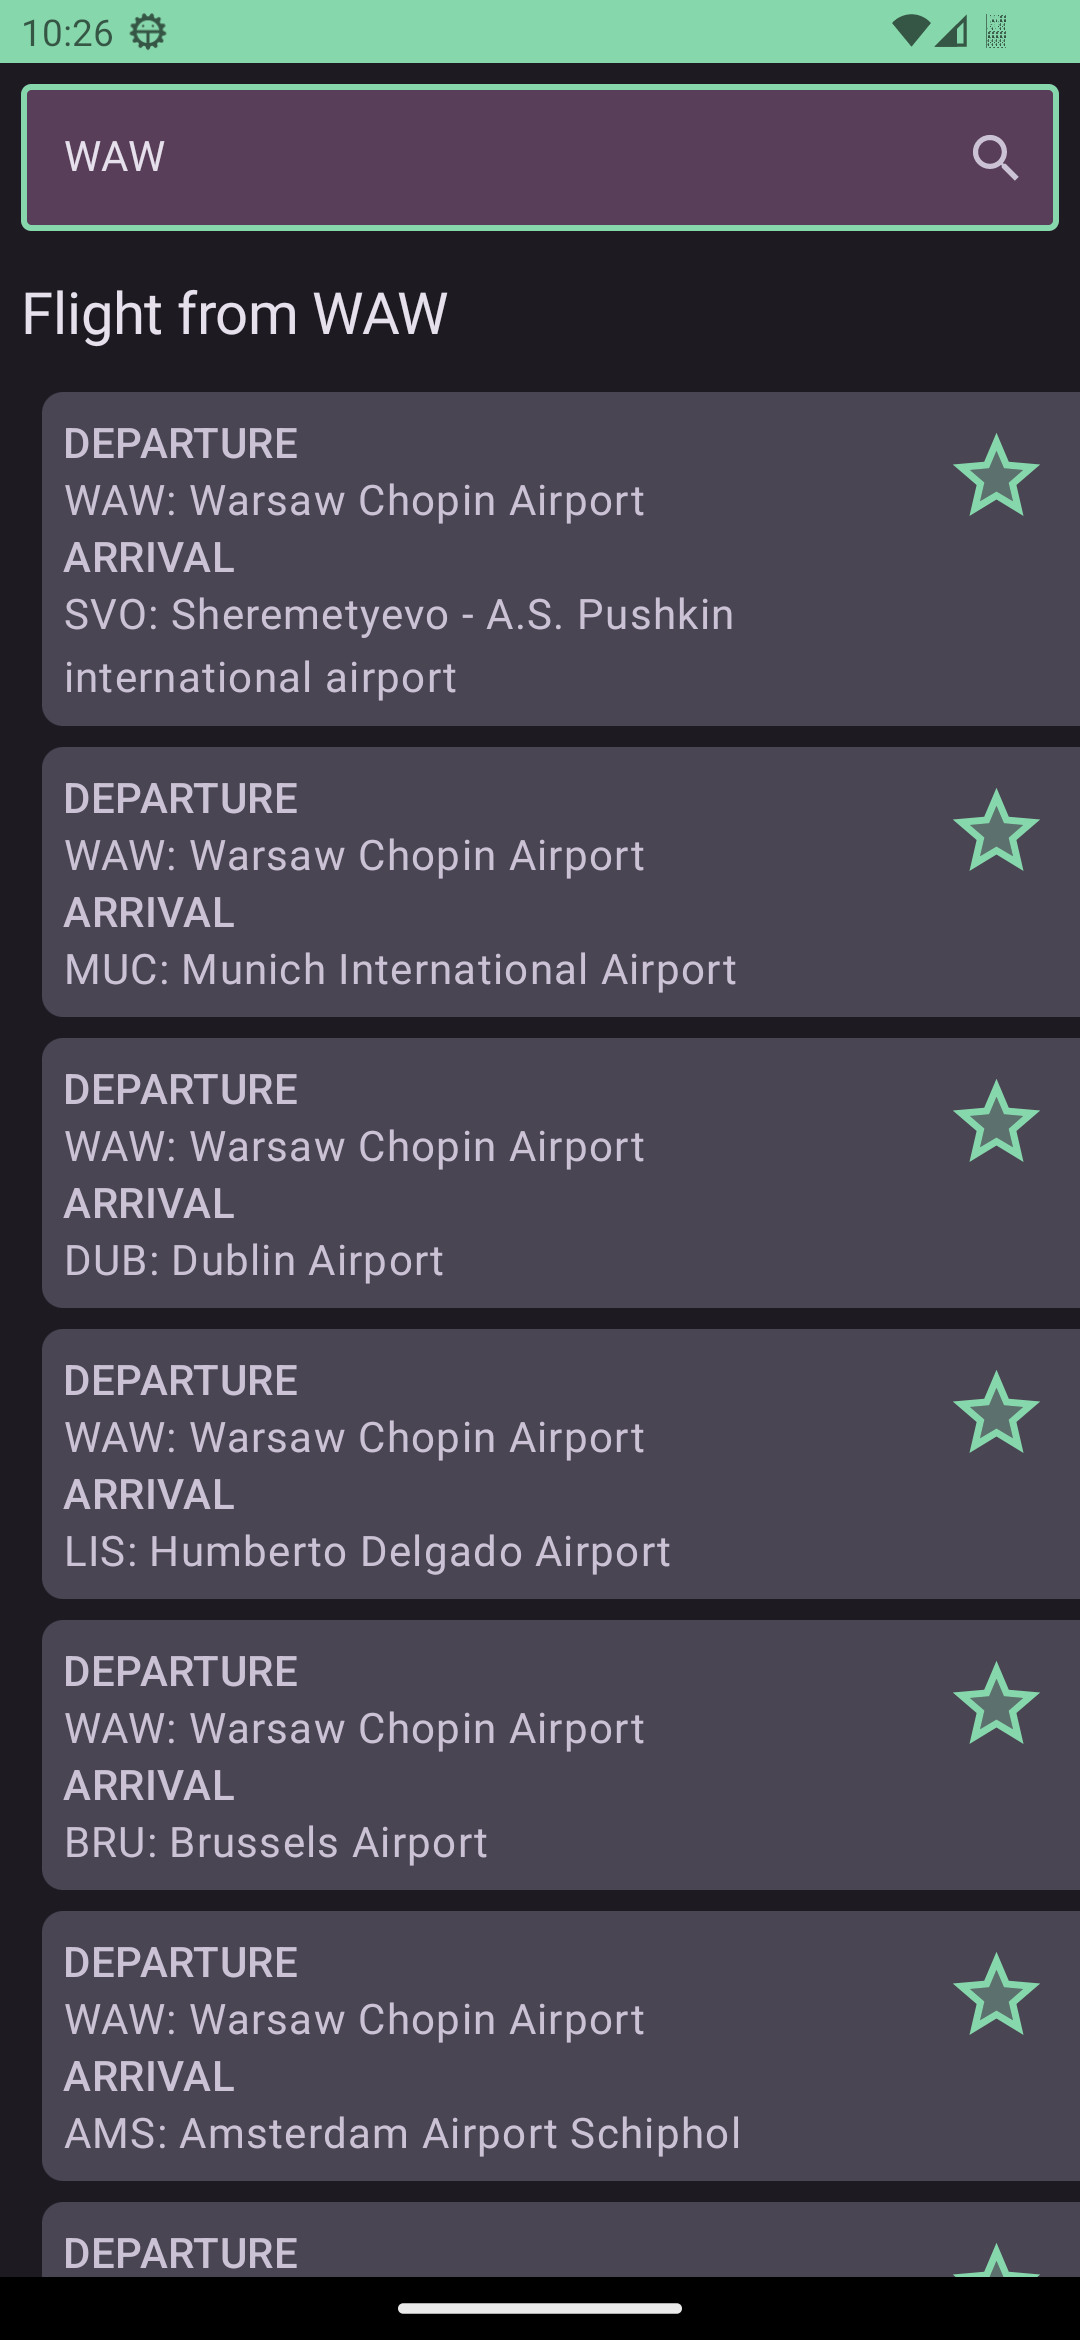 10:26
WAW
Flight from WAW
DEPARTURE
WAW: Warsaw Chopin Airport
ARRIVAL
SVO: Sheremetyevo - A.S. Pushkin
international airport
DEPARTURE
WAW: Warsaw Chopin Airport
ARRIVAL
MUC: Munich International Airport
DEPARTURE
WAW: Warsaw Chopin Airport
ARRIVAL
DUB: Dublin Airport
DEPARTURE
WAW: Warsaw Chopin Airport
ARRIVAL
LIS: Humberto Delgado Airport
DEPARTURE
WAW: Warsaw Chopin Airport
ARRIVAL
BRU: Brussels Airport
DEPARTURE
WAW: Warsaw Chopin Airport
ARRIVAL
AMS: Amsterdam Airport Schiphol
DEPARTURE